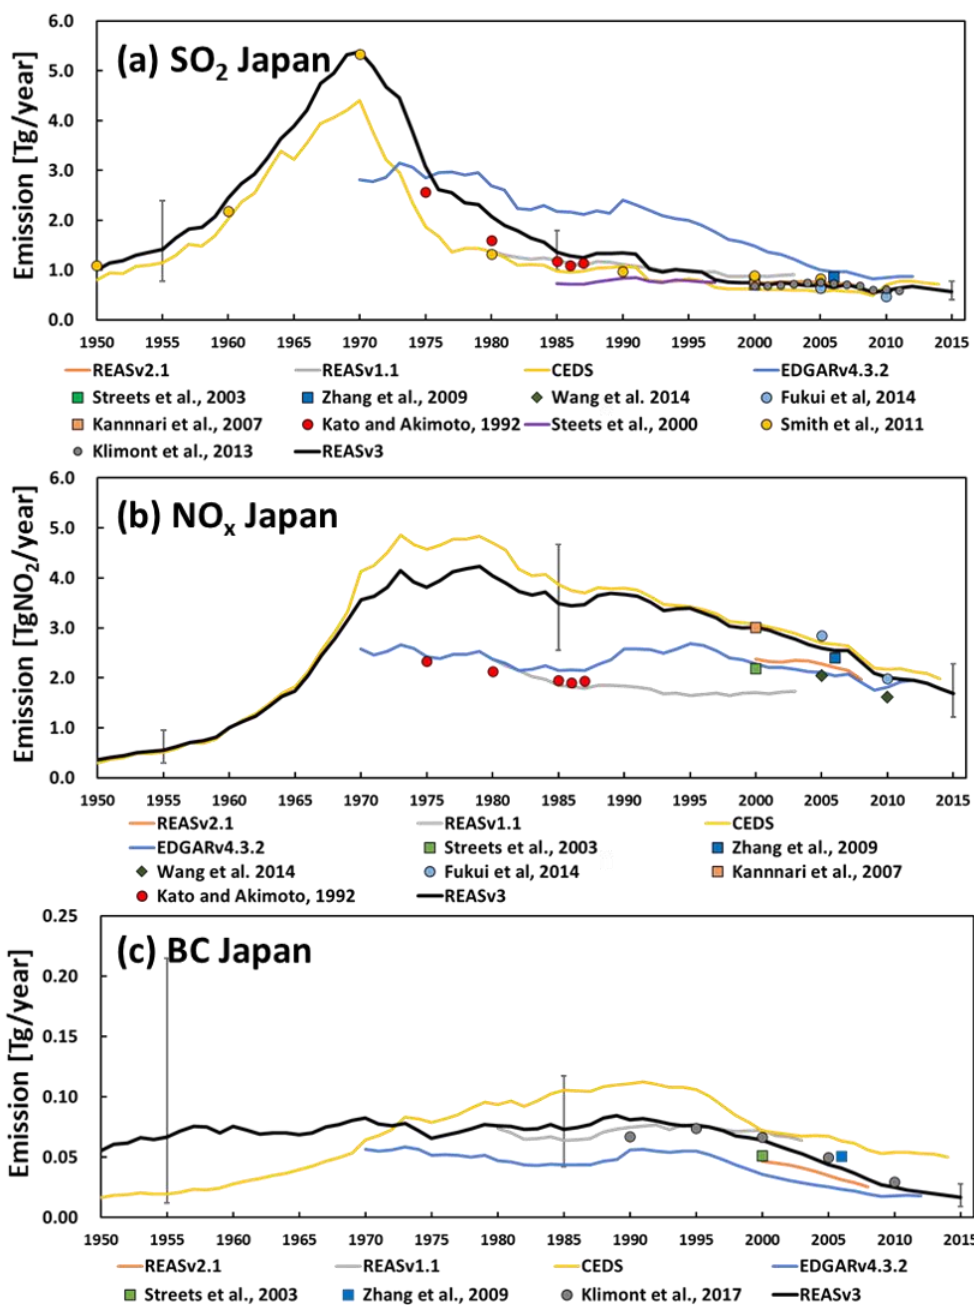 (a) SO2 Japan
Emission [Tg/year]
6.0
5.0
4.0
3.0
2.0
1.0
0.0
1950 1955 1960 1965 1970 1975 1980 1985 1990 1995 2000 2005 2010 2015
REASv2.1 REASv1.1 CEDS EDGARv4.3.2
Streets et al., 2003 Zhang et al., 2009 Wang et al. 2014 Fukui et al, 2014
Kannnari et al., 2007 Kato and Akimoto, 1992 Steets et al., 2000 Smith et al., 2011
Klimont et al., 2013 REASv3
(b) NOx Japan
Emission [TgNO2/year]
6.0
5.0
4.0
3.0
2.0
1.0
0.0
1950 1955 1960 1965 1970 1975 1980 1985 1990 1995 2000 2005 2010 2015
REASv2.1 REASv1.1 CEDS
EDGARv4.3.2 Streets et al., 2003 Zhang et al., 2009
Wang et al. 2014 Fukui et al, 2014 Kannnari et al., 2007
Kato and Akimoto, 1992 REASv3
(c) BC Japan
Emission [Tg/year]
0.25
0.20
0.15
0.10
0.05
0.00
1950 1955 1960 1965 1970 1975 1980 1985 1990 1995 2000 2005 2010 2015
REASv2.1 REASv1.1 CEDS EDGARv4.3.2
Streets et al., 2003 Zhang et al., 2009 Klimont et al., 2017 REASv3